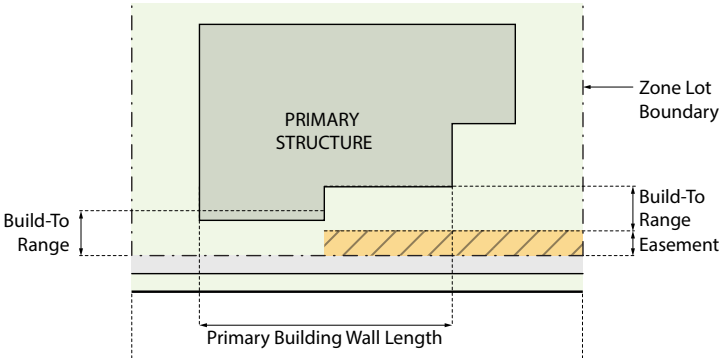 Zone Lot
Boundary
PRIMARY
STRUCTURE
Build-To
Range
Build-To
Range
Easement
Primary Building Wall Length